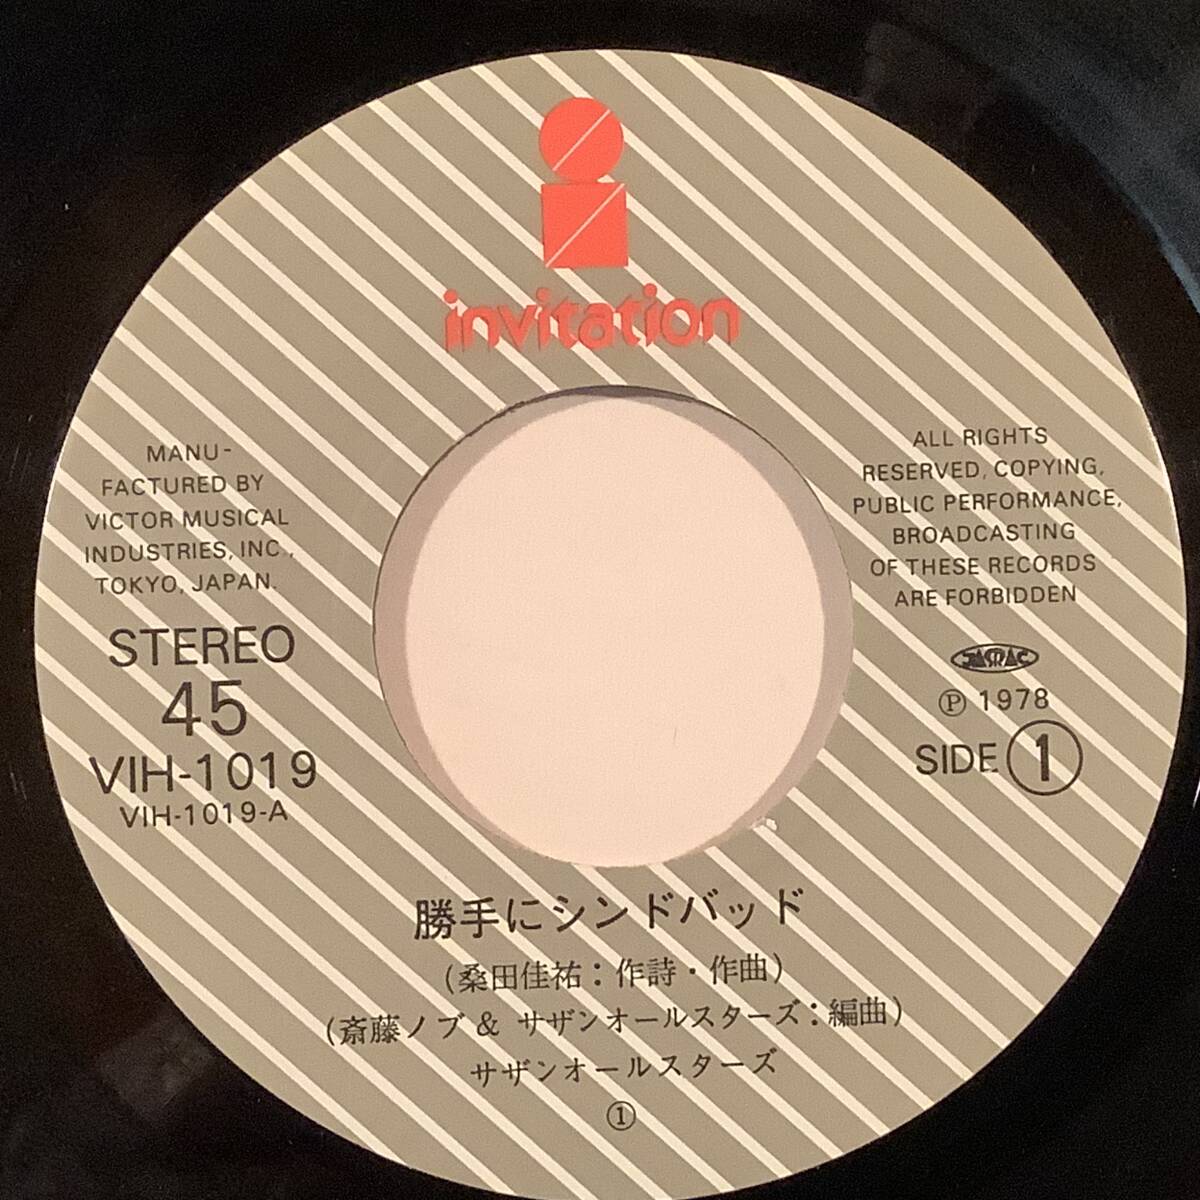 invitation
MANU-
FACTURED BY
VICTOR MUSICAL
INDUSTRIES, INC.,
TOKYO, JAPAN.
STEREO
45
VIH-1019
VIH-1019-A
ALL RIGHTS
RESERVED, COPYING,
PUBLIC PERFORMANCE,
BROADCASTING
OF THESE RECORDS
ARE FORBIDDEN
JASRAC
Ⓟ 1978
SIDE ①
勝手にシンドバッド
(桑田佳祐：作詩・作曲)
(斎藤ノブ & サザンオールスターズ：編曲)
サザンオールスターズ
①